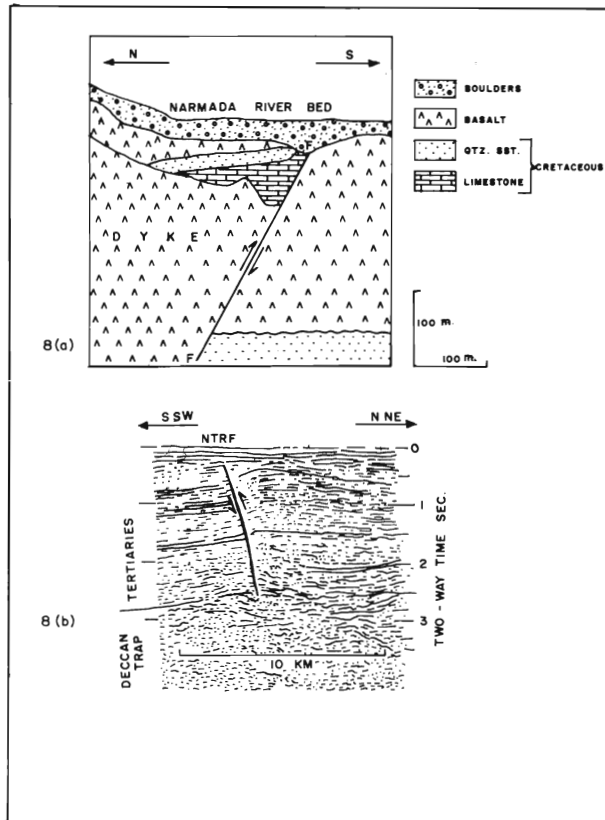 N S
NARMADA RIVER BED
F
D Y K E
F
8(a)
BOULDERS
BASALT
QTZ. SST.
LIMESTONE
CRETACEOUS
100 m.
100 m.
SSW NNE
NTRF
0
1
2
3
TWO-WAY TIME SEC.
TERTIARIES
DECCAN
TRAP
8(b)
10 KM